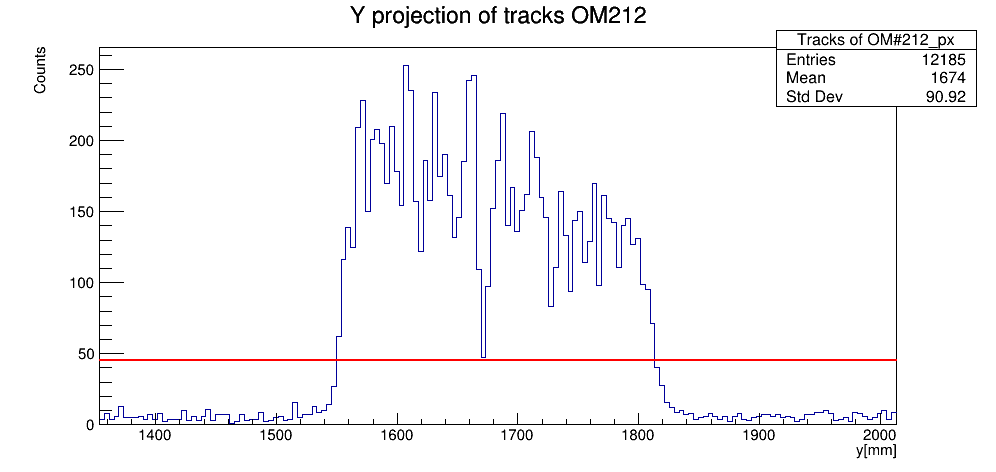 Y projection of tracks OM212
Tracks of OM#212_px
Entries 12185
Mean 1674
Std Dev 90.92
Counts
250
200
150
100
50
0
1400 1500 1600 1700 1800 1900 2000
y[mm]